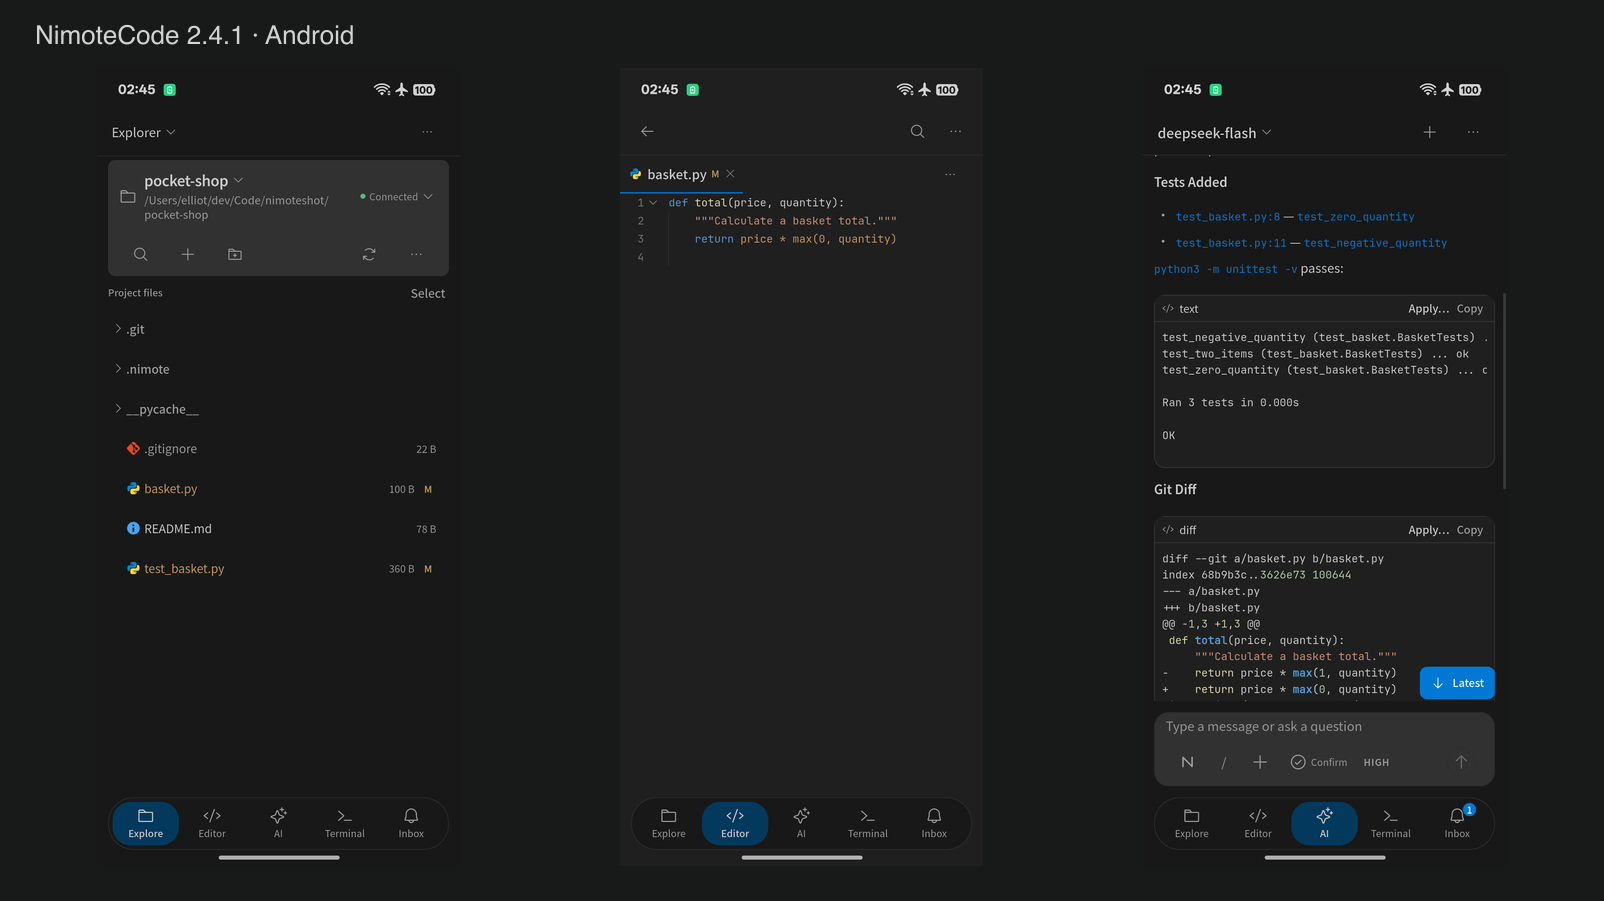 NimoteCode 2.4.1 · Android
02:45
100
Explorer
pocket-shop
/Users/elliot/dev/Code/nimoteshot/
pocket-shop
Connected
Project files
Select
.git
.nimote
__pycache__
.gitignore 22 B
basket.py 100 B M
README.md 78 B
test_basket.py 360 B M
Explore
Editor
AI
Terminal
Inbox
02:45
100
basket.py M
1 def total(price, quantity):
2 """Calculate a basket total."""
3 return price * max(0, quantity)
4
Explore
Editor
AI
Terminal
Inbox
02:45
100
deepseek-flash
Tests Added
• test_basket.py:8 — test_zero_quantity
• test_basket.py:11 — test_negative_quantity
python3 -m unittest -v passes:
text
Apply...
Copy
test_negative_quantity (test_basket.BasketTests) .
test_two_items (test_basket.BasketTests) ... ok
test_zero_quantity (test_basket.BasketTests) ...
Ran 3 tests in 0.000s
OK
Git Diff
diff
Apply...
Copy
diff --git a/basket.py b/basket.py
index 68b9b3c..3626e73 100644
--- a/basket.py
+++ b/basket.py
@@ -1,3 +1,3 @@
def total(price, quantity):
"""Calculate a basket total."""
- return price * max(1, quantity)
+ return price * max(0, quantity)
Latest
Type a message or ask a question
N / + Confirm HIGH
Explore
Editor
AI
Terminal
Inbox
1